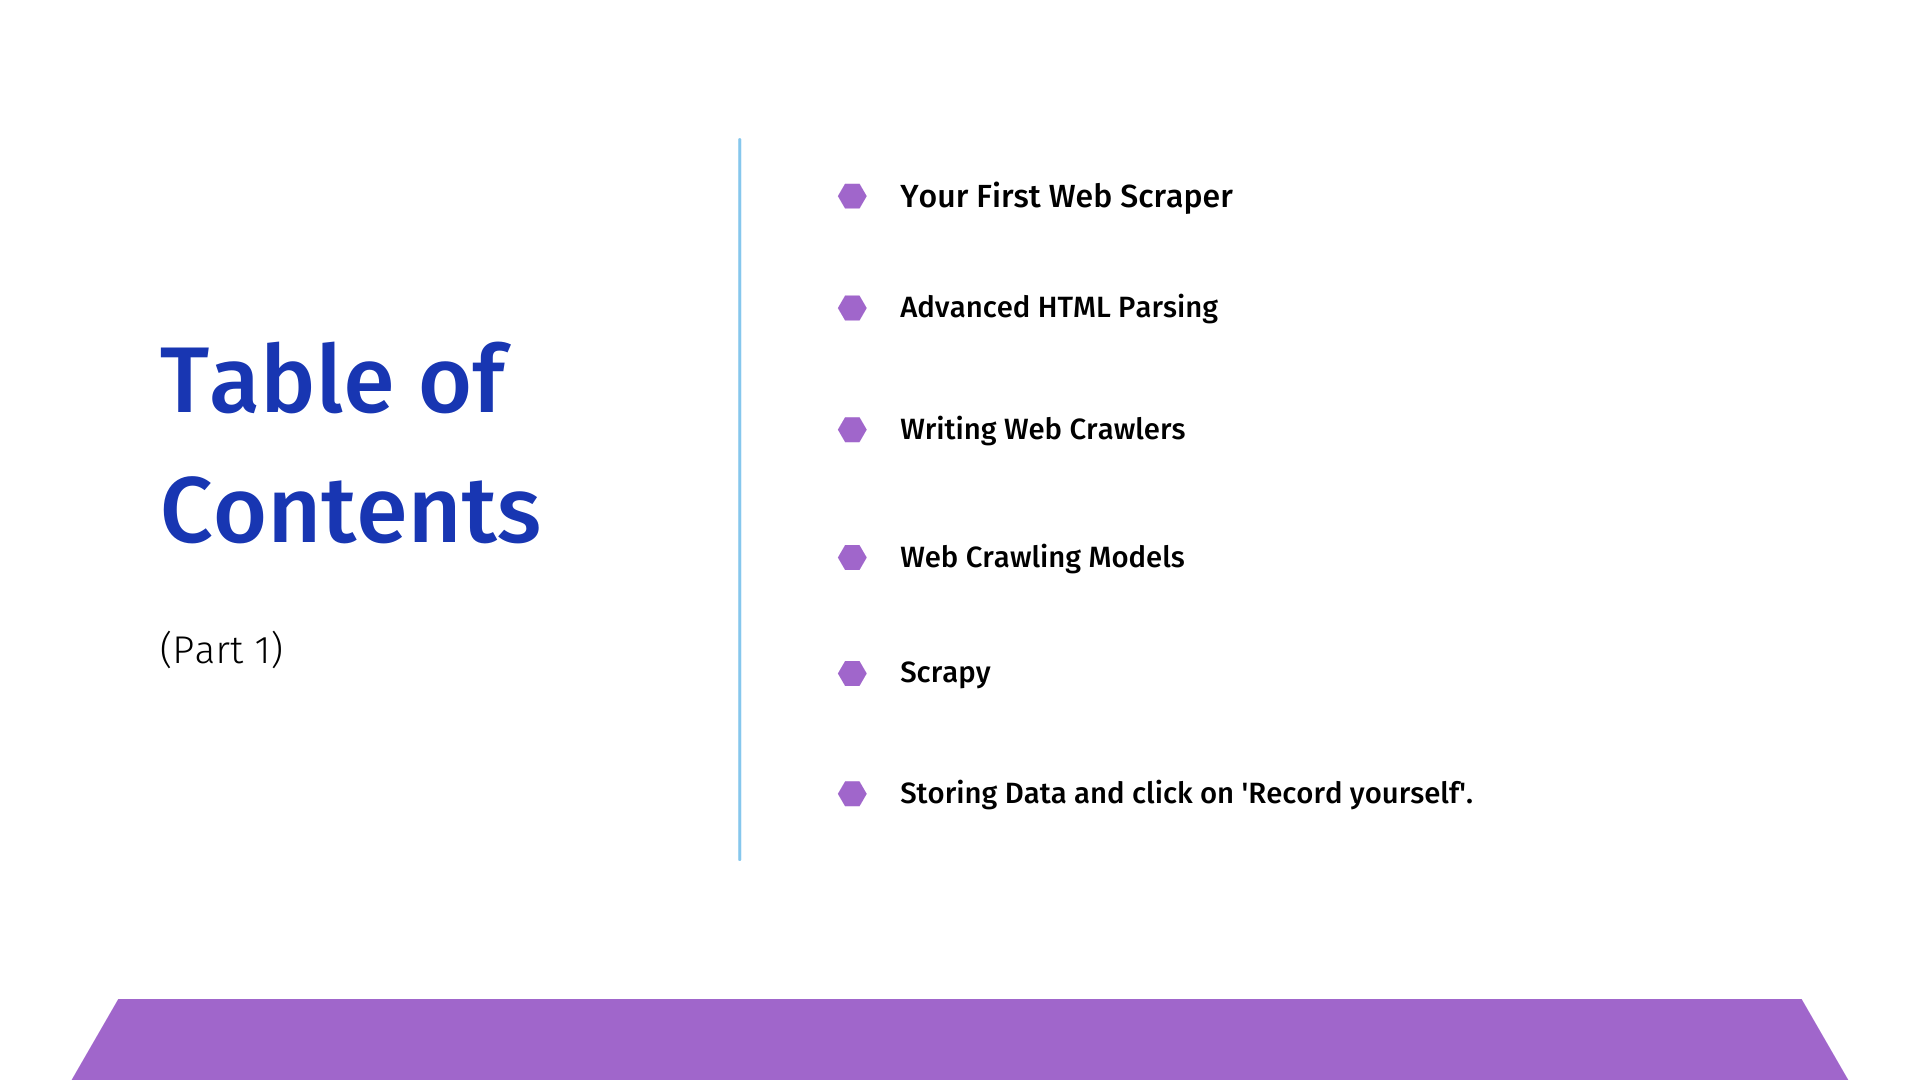 Table of
Contents
(Part 1)
Your First Web Scraper
Advanced HTML Parsing
Writing Web Crawlers
Web Crawling Models
Scrapy
Storing Data and click on 'Record yourself'.